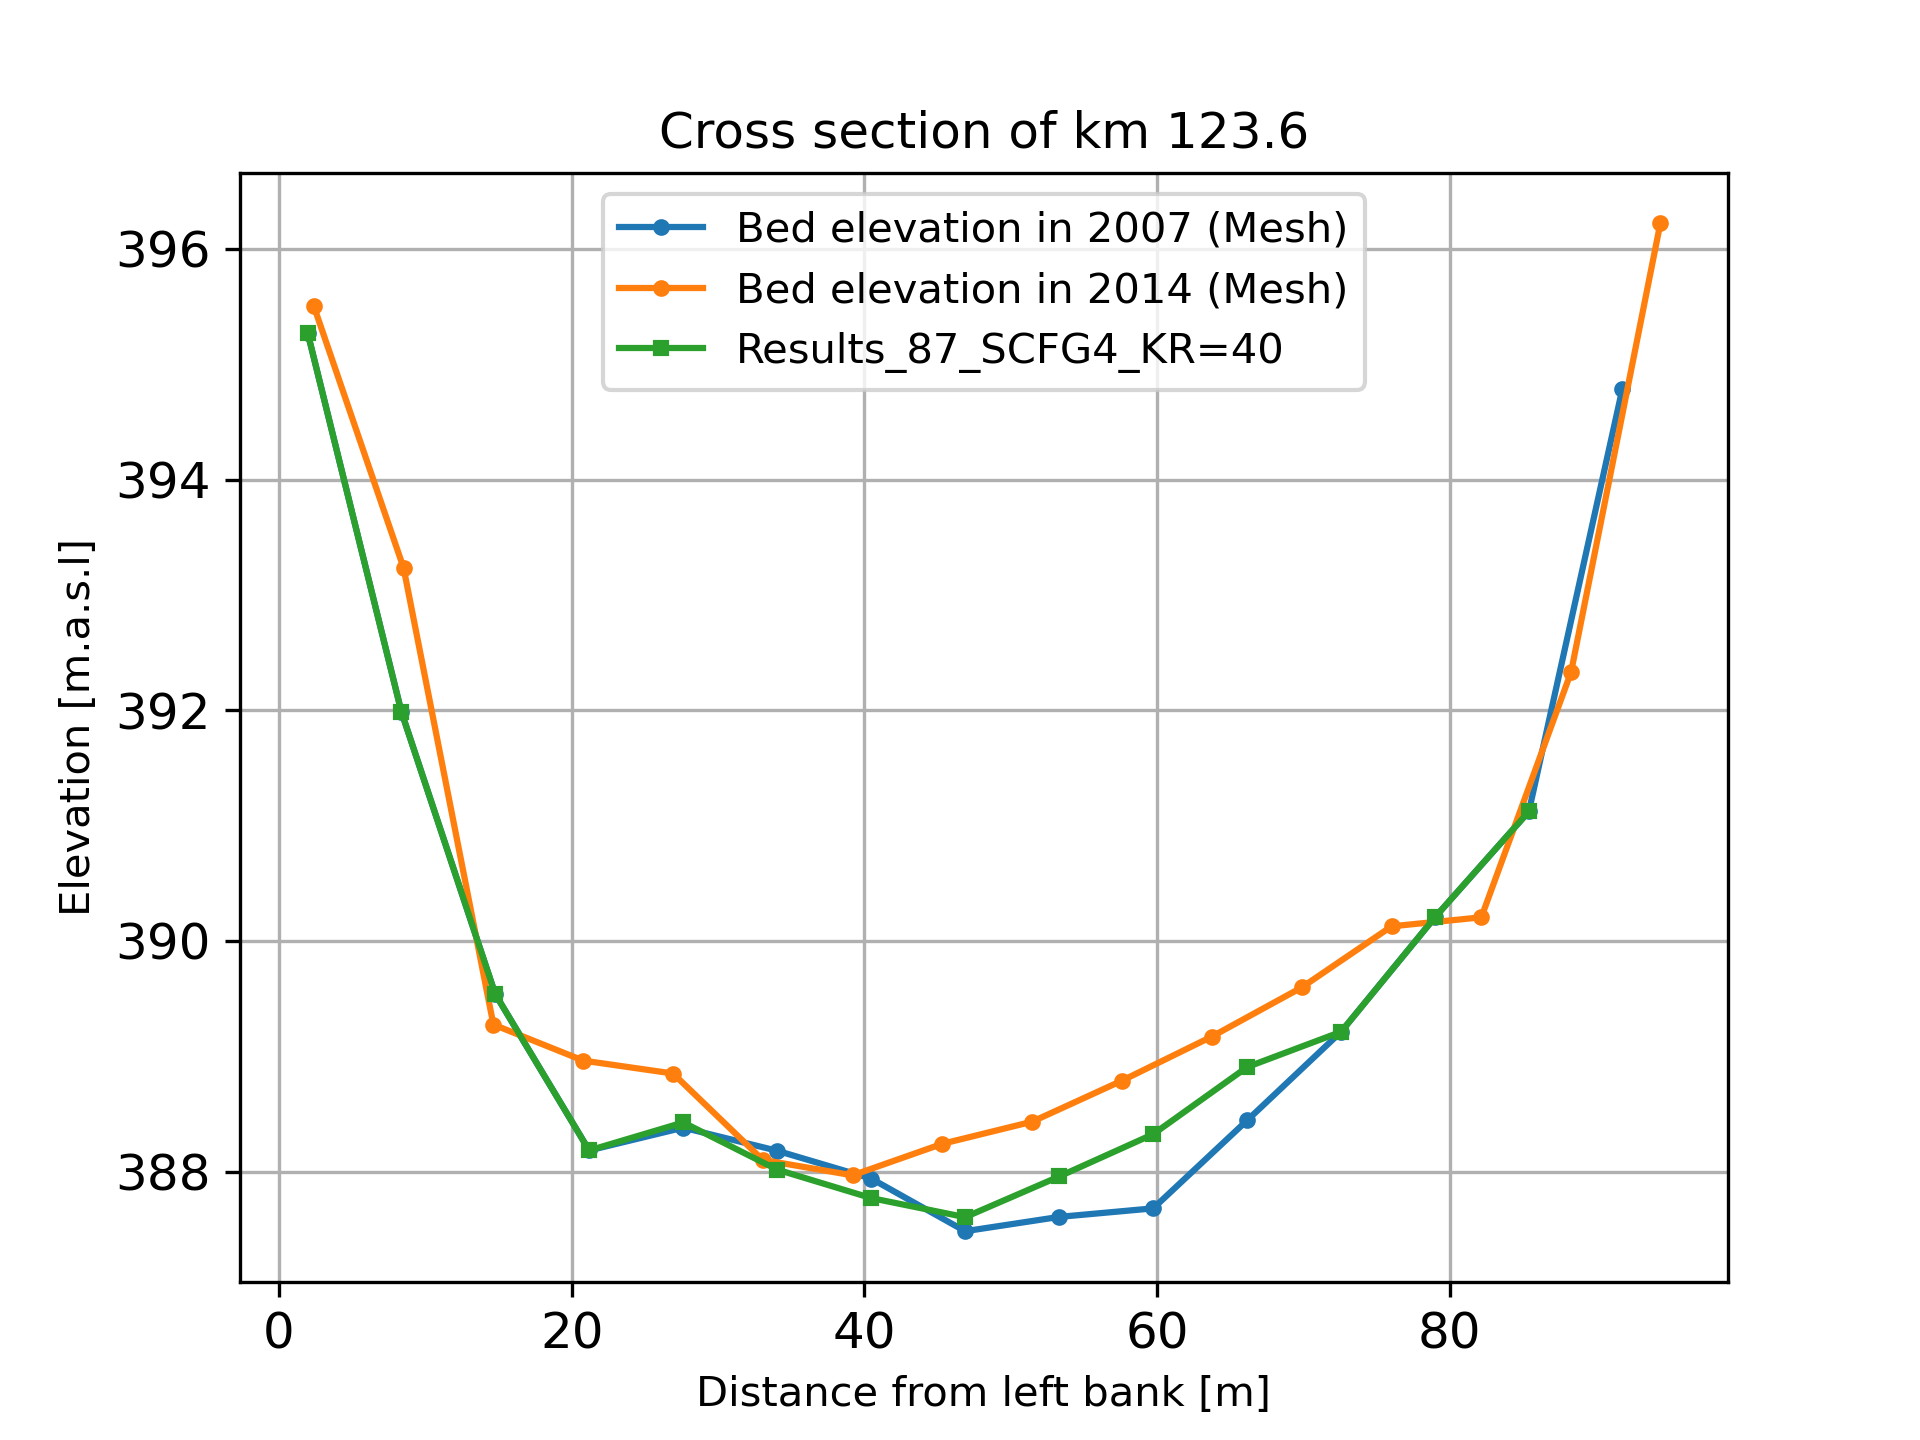 Cross section of km 123.6
Bed elevation in 2007 (Mesh)
Bed elevation in 2014 (Mesh)
Results_87_SCFG4_KR=40
396
394
392
390
388
Elevation [m.a.s.l]
0 20 40 60 80
Distance from left bank [m]